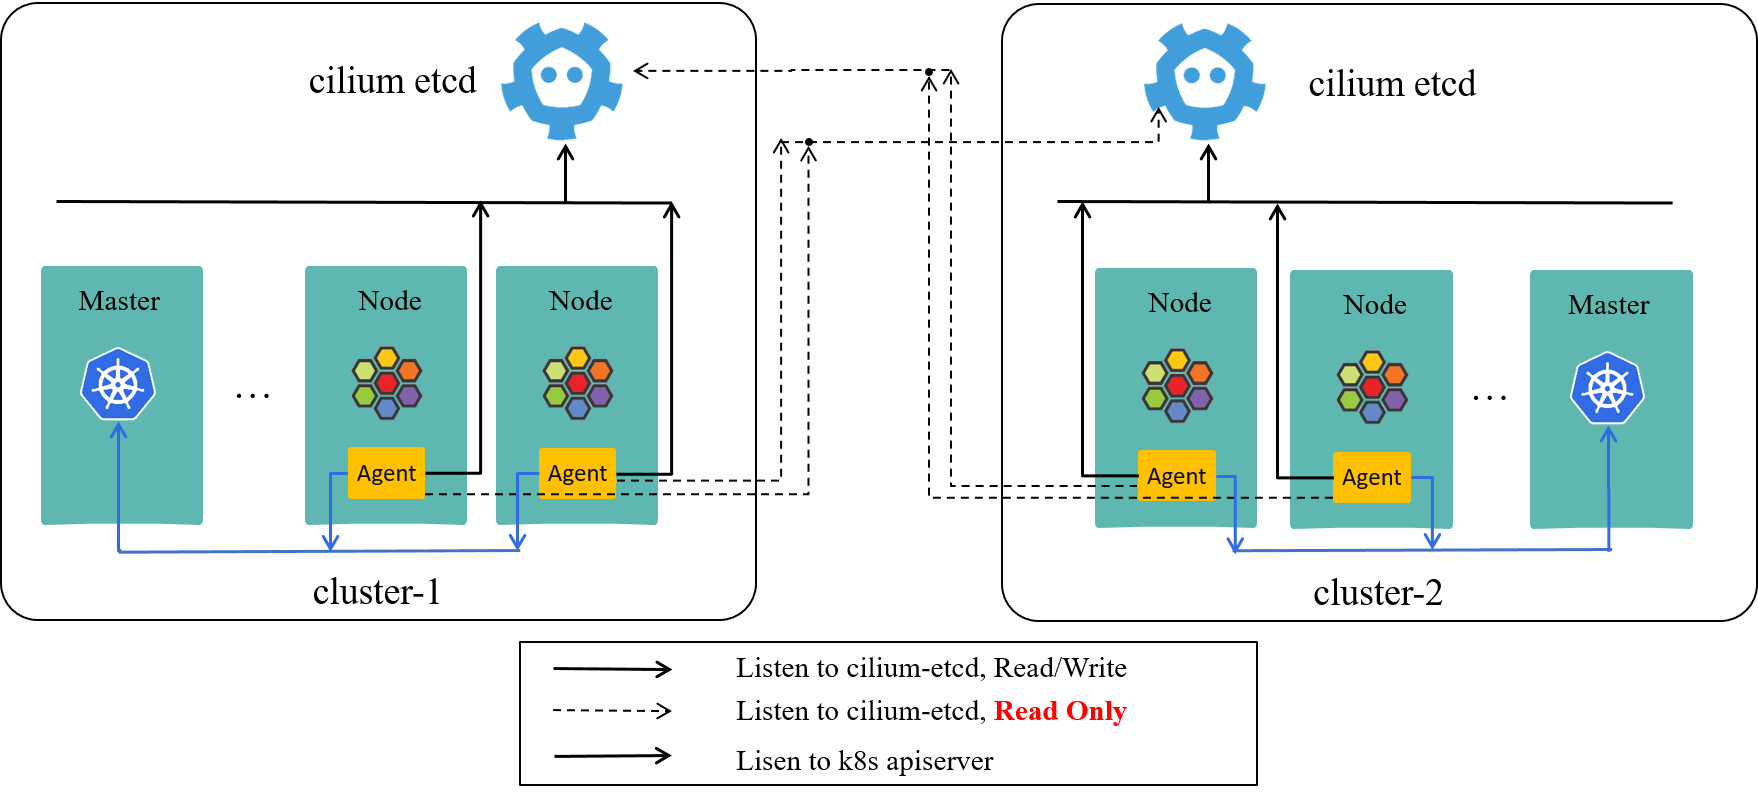 cilium etcd
cilium etcd
Master
Node
Node
Node
Node
Master
...
...
Agent
Agent
Agent
Agent
cluster-1
cluster-2
Listen to cilium-etcd, Read/Write
Listen to cilium-etcd, Read Only
Lisen to k8s apiserver